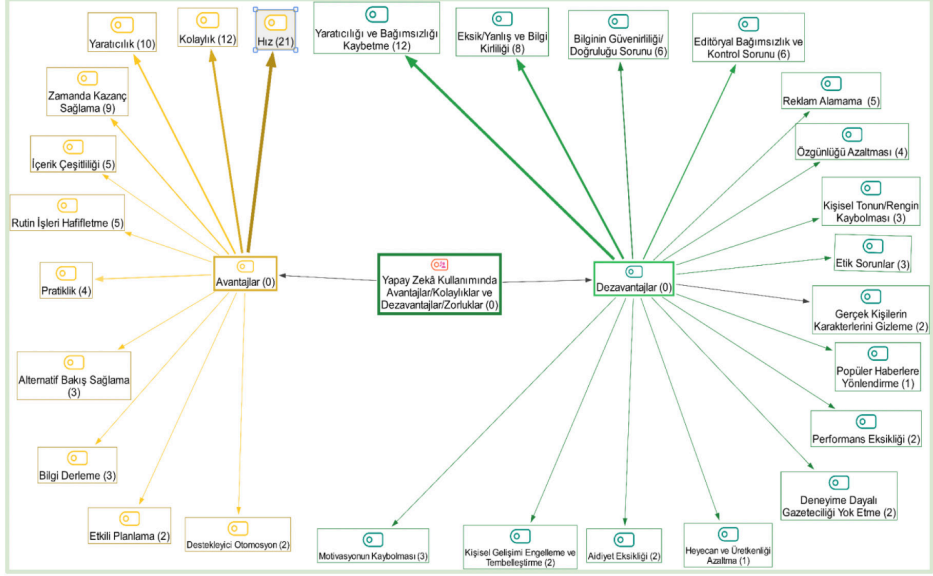 Yaratıcılık (10)
Kolaylık (12)
Hız (21)
Yaratıcılığı ve Bağımsızlığı
Kaybetme (12)
Eksik/Yanlış ve Bilgi
Kirliliği (8)
Bilginin Güvenirliliği/
Doğruluğu Sorunu (6)
Editöryal Bağımsızlık ve
Kontrol Sorunu (6)
Zamanda Kazanç
Sağlama (9)
Reklam Alamama (5)
İçerik Çeşitliliği (5)
Özgünlüğü Azaltması (4)
Rutin İşleri Hafifletme (5)
Kişisel Tonun/Rengin
Kaybolması (3)
Etik Sorunlar (3)
Pratiklik (4)
Avantajlar (0)
Yapay Zekâ Kullanımında
Avantajlar/Kolaylıklar ve
Dezavantajlar/Zorluklar (0)
Dezavantajlar (0)
Gerçek Kişilerin
Karakterlerini Gizleme (2)
Alternatif Bakış Sağlama
(3)
Popüler Haberlere
Yönlendirme (1)
Performans Eksikliği (2)
Bilgi Derleme (3)
Deneyime Dayalı
Gazeteciliği Yok Etme (2)
Etkili Planlama (2)
Destekleyici Otomosyon (2)
Motivasyonun Kaybolması (3)
Kişisel Gelişimi Engelleme ve
Tembelleştirme (2)
Aidiyet Eksikliği (2)
Heyecan ve Üretkenliği
Azaltma (1)